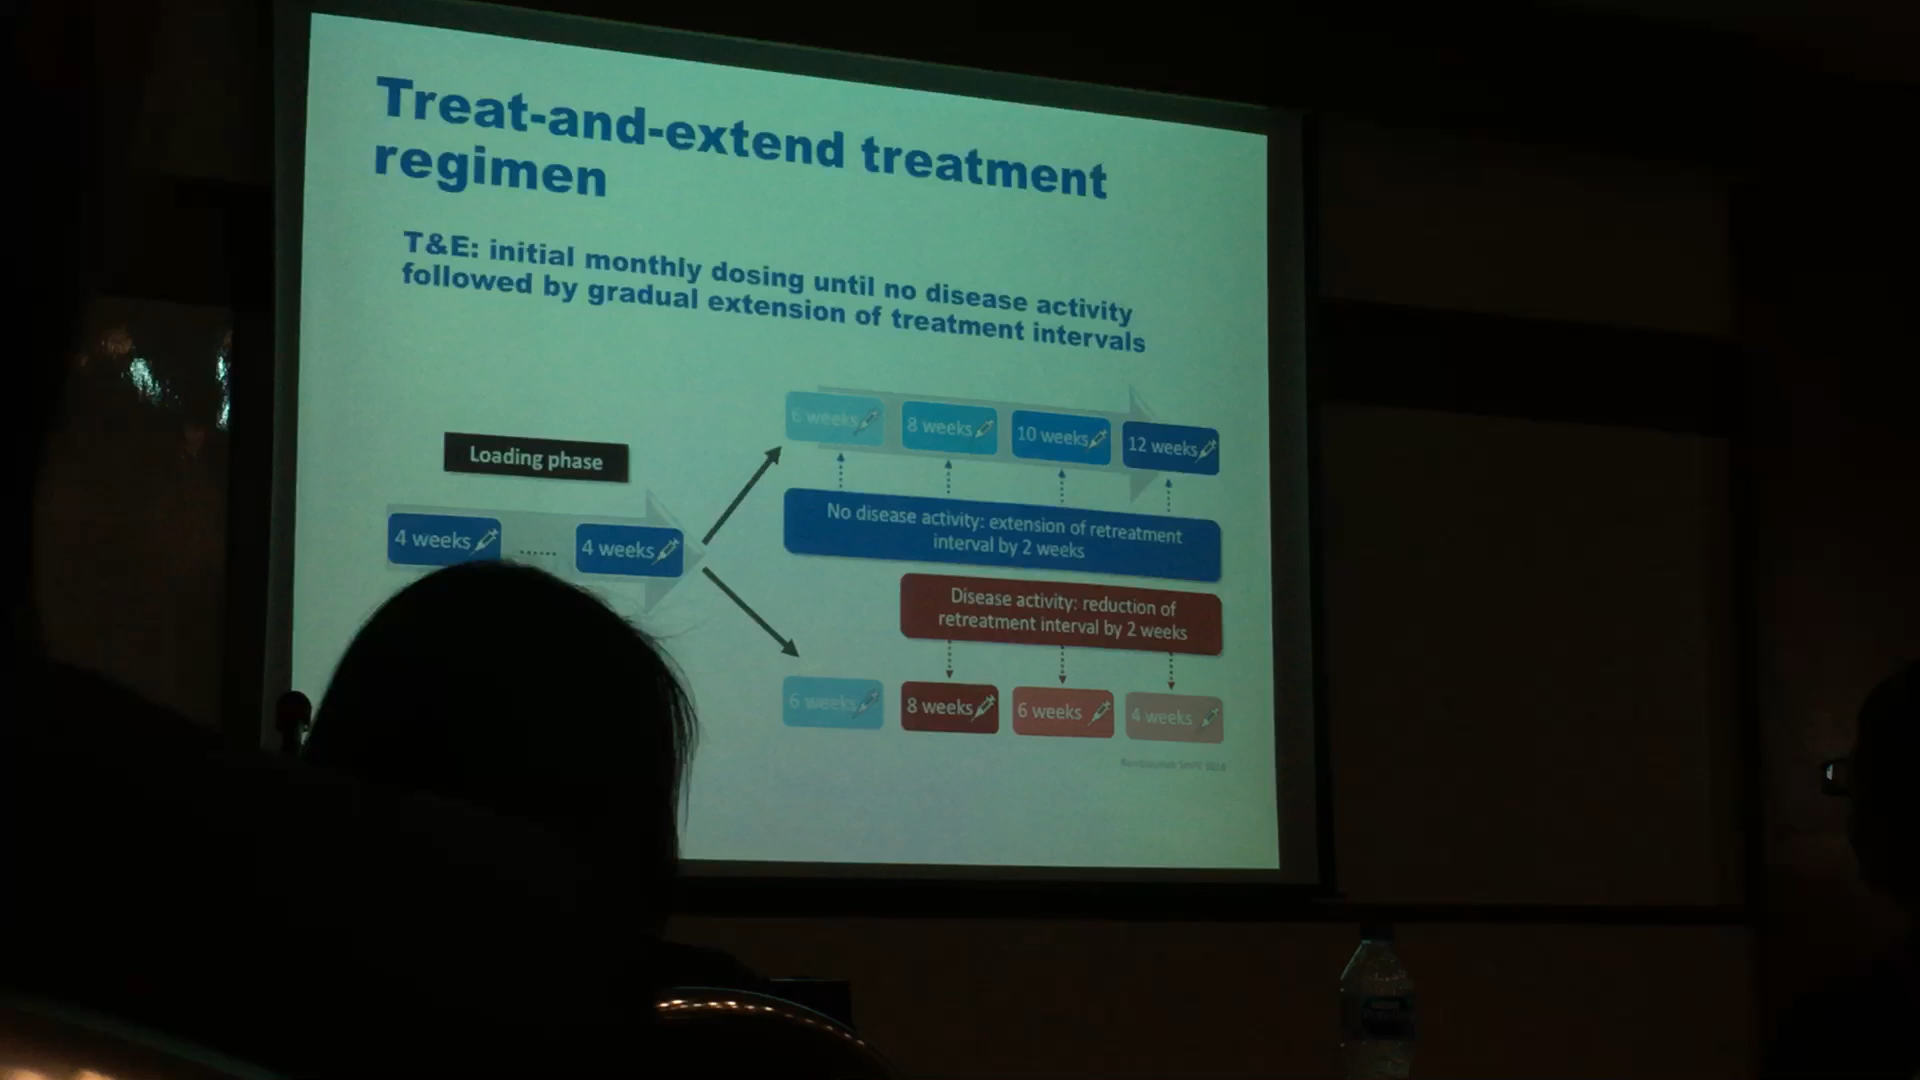 Treat-and-extend treatment
regimen
T&E: initial monthly dosing until no disease activity
followed by gradual extension of treatment intervals
Loading phase
4 weeks
......
4 weeks
6 weeks
8 weeks
10 weeks
12 weeks
No disease activity: extension of retreatment
interval by 2 weeks
Disease activity: reduction of
retreatment interval by 2 weeks
6 weeks
8 weeks
6 weeks
4 weeks